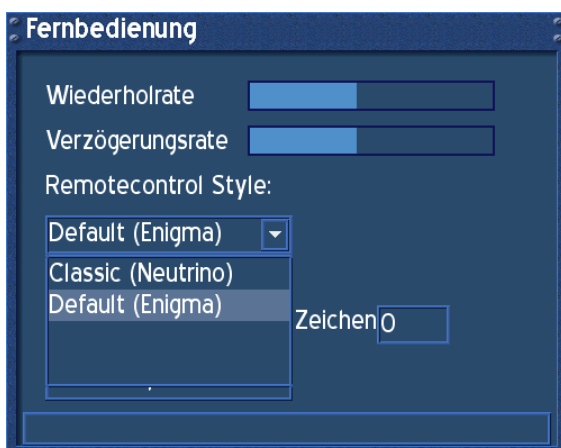 Fernbedienung
Wiederholrate
Verzögerungsrate
Remotecontrol Style:
Default (Enigma)
Classic (Neutrino)
Default (Enigma)
Zeichen 0